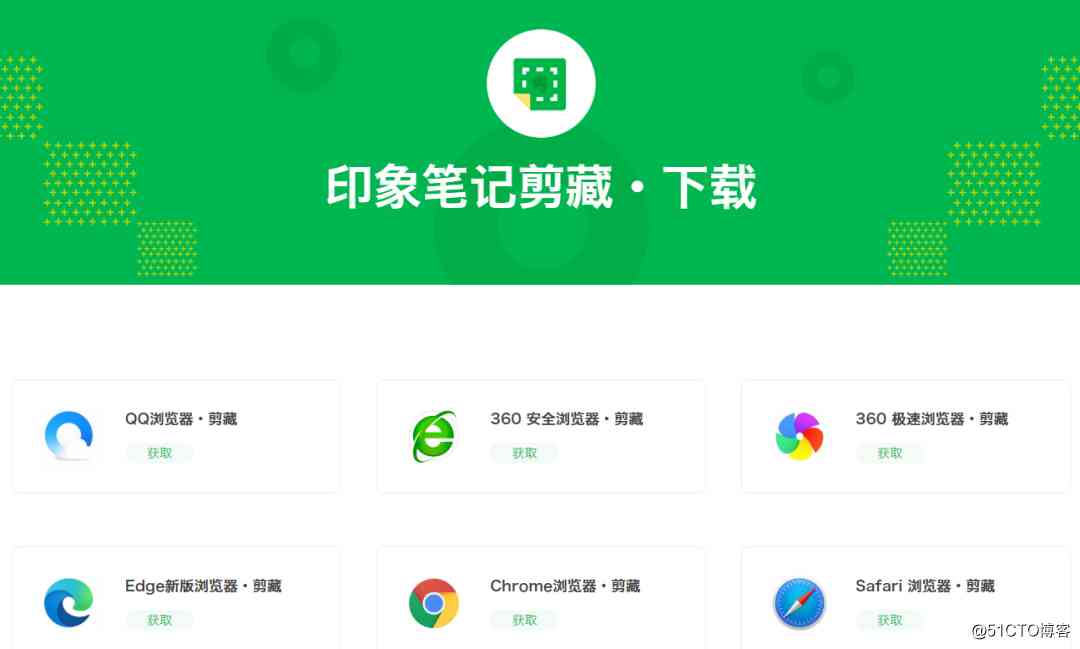 印象笔记剪藏·下载
QQ浏览器·剪藏
获取
360 安全浏览器·剪藏
获取
360 极速浏览器·剪藏
获取
Edge新版浏览器·剪藏
获取
Chrome浏览器·剪藏
获取
Safari 浏览器·剪藏
获取
@51CTO博客